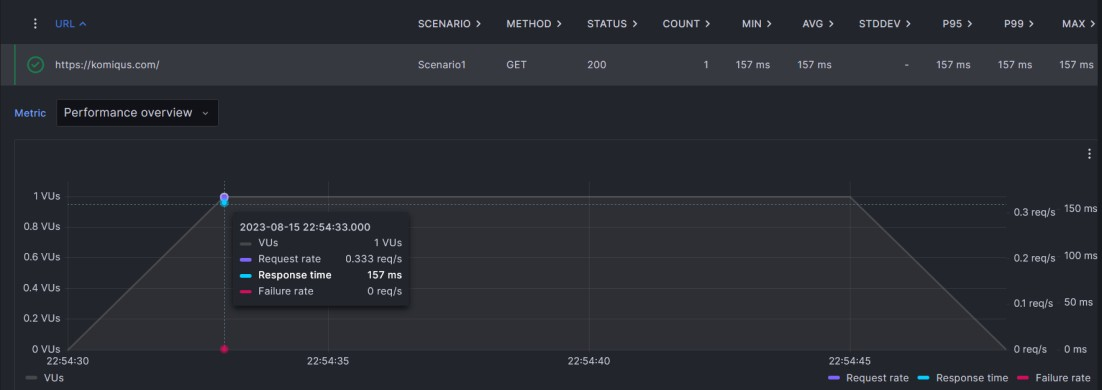 URL SCENARIO METHOD STATUS COUNT MIN AVG STDDEV P95 P99 MAX
https://komiqus.com/ Scenario1 GET 200 1 157 ms 157 ms - 157 ms 157 ms 157 ms
Metric Performance overview
1 VUs
0.8 VUs
0.6 VUs
0.4 VUs
0.2 VUs
0 VUs
2023-08-15 22:54:33.000
VUs 1 VUs
Request rate 0.333 req/s
Response time 157 ms
Failure rate 0 req/s
0.3 req/s 150 ms
0.2 req/s 100 ms
0.1 req/s 50 ms
0 req/s 0 ms
22:54:30 22:54:35 22:54:40 22:54:45
VUs Request rate Response time Failure rate